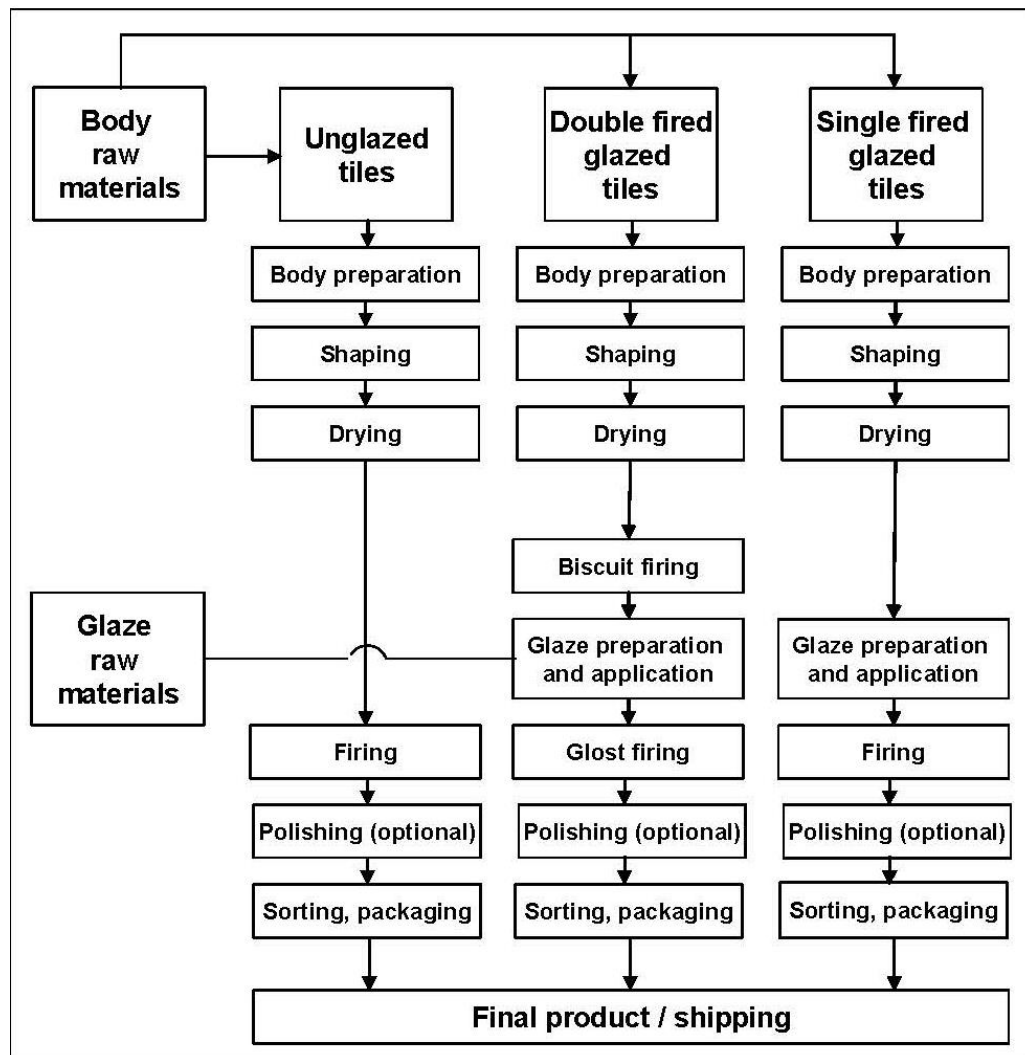 Body
raw
materials
Unglazed
tiles
Double fired
glazed
tiles
Single fired
glazed
tiles
Body preparation
Body preparation
Body preparation
Shaping
Shaping
Shaping
Drying
Drying
Drying
Biscuit firing
Glaze
raw
materials
Glaze preparation
and application
Glaze preparation
and application
Firing
Glost firing
Firing
Polishing (optional)
Polishing (optional)
Polishing (optional)
Sorting, packaging
Sorting, packaging
Sorting, packaging
Final product / shipping